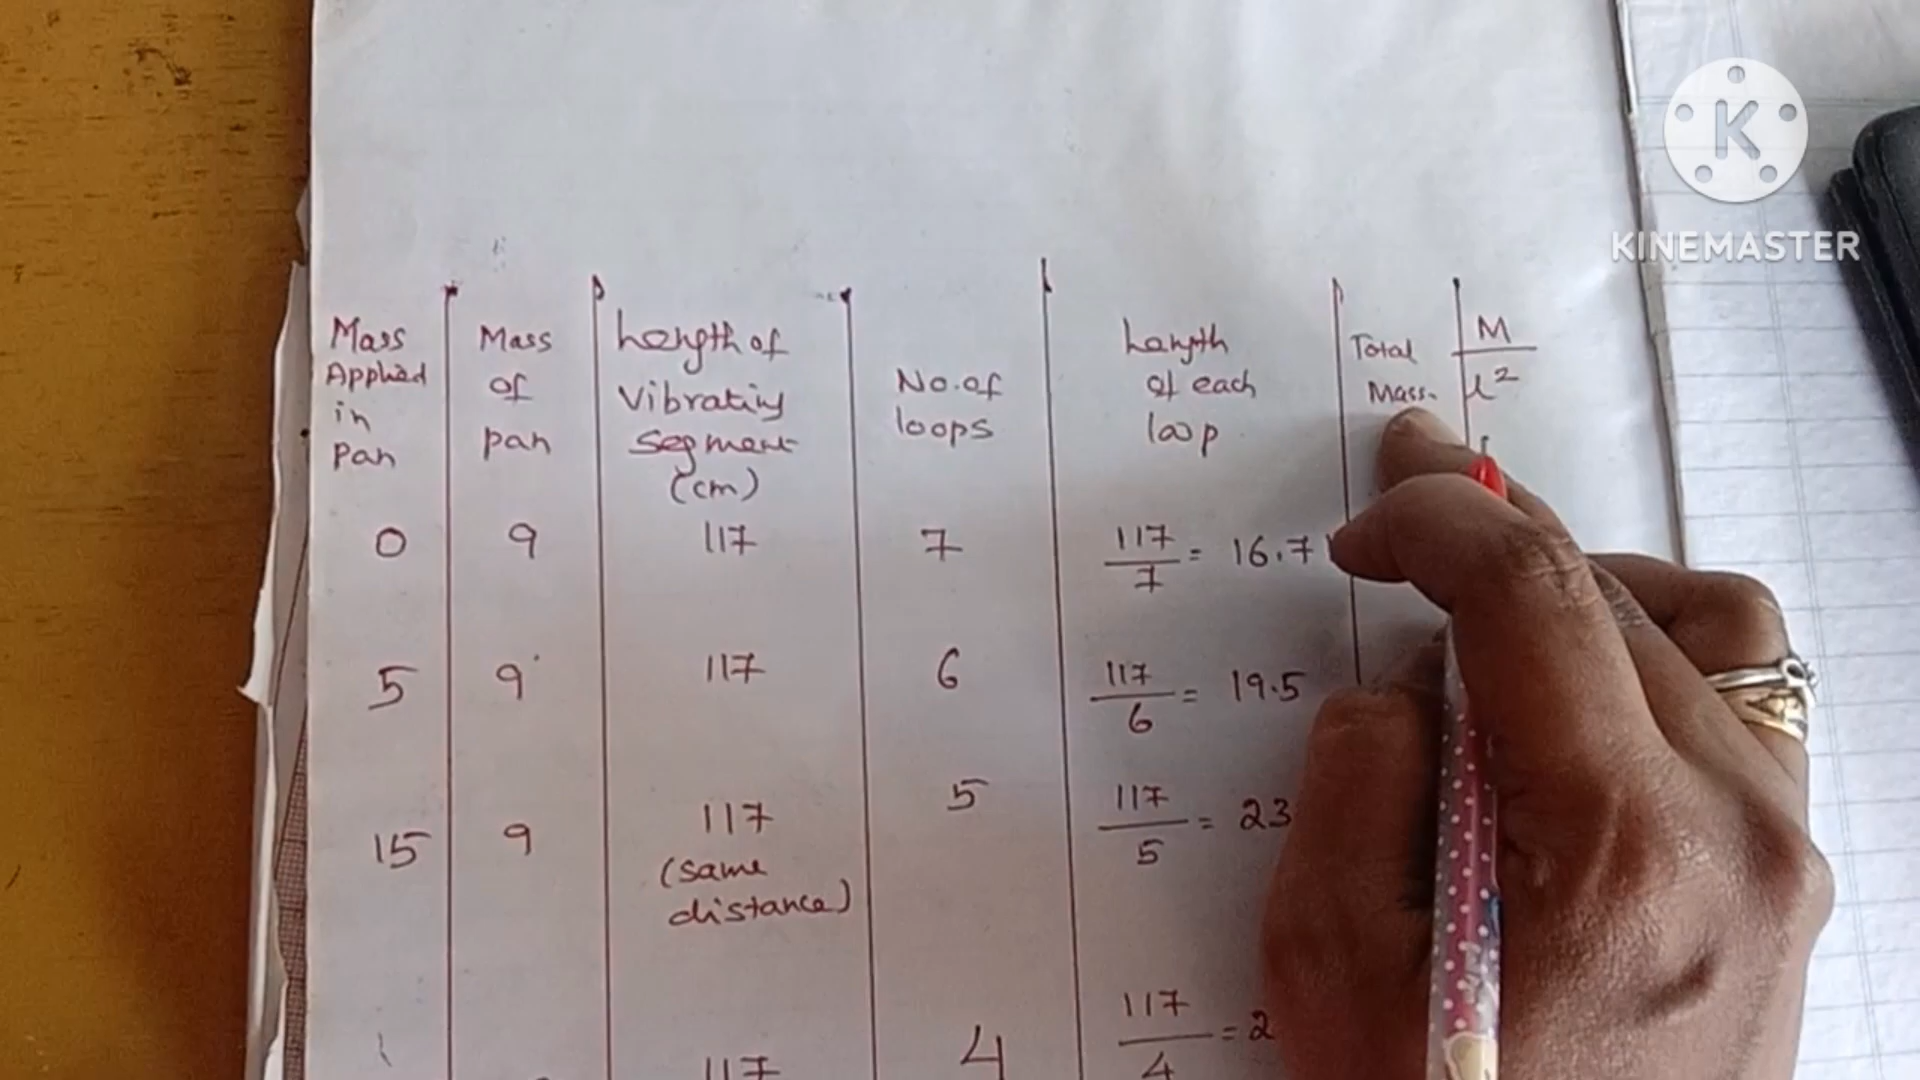 KINEMASTER
Mass
Applied
in
Pan
Mass
of
pan
Length of
Vibrating
Segment
(cm)
No. of
loops
Length
of each
loop
Total
Mass
M
l²
0 9 117 7 117/7 = 16.7
5 9 117 6 117/6 = 19.5
15 9 117 5 117/5 = 23
(same
distance)
117 4 117/4 = 2